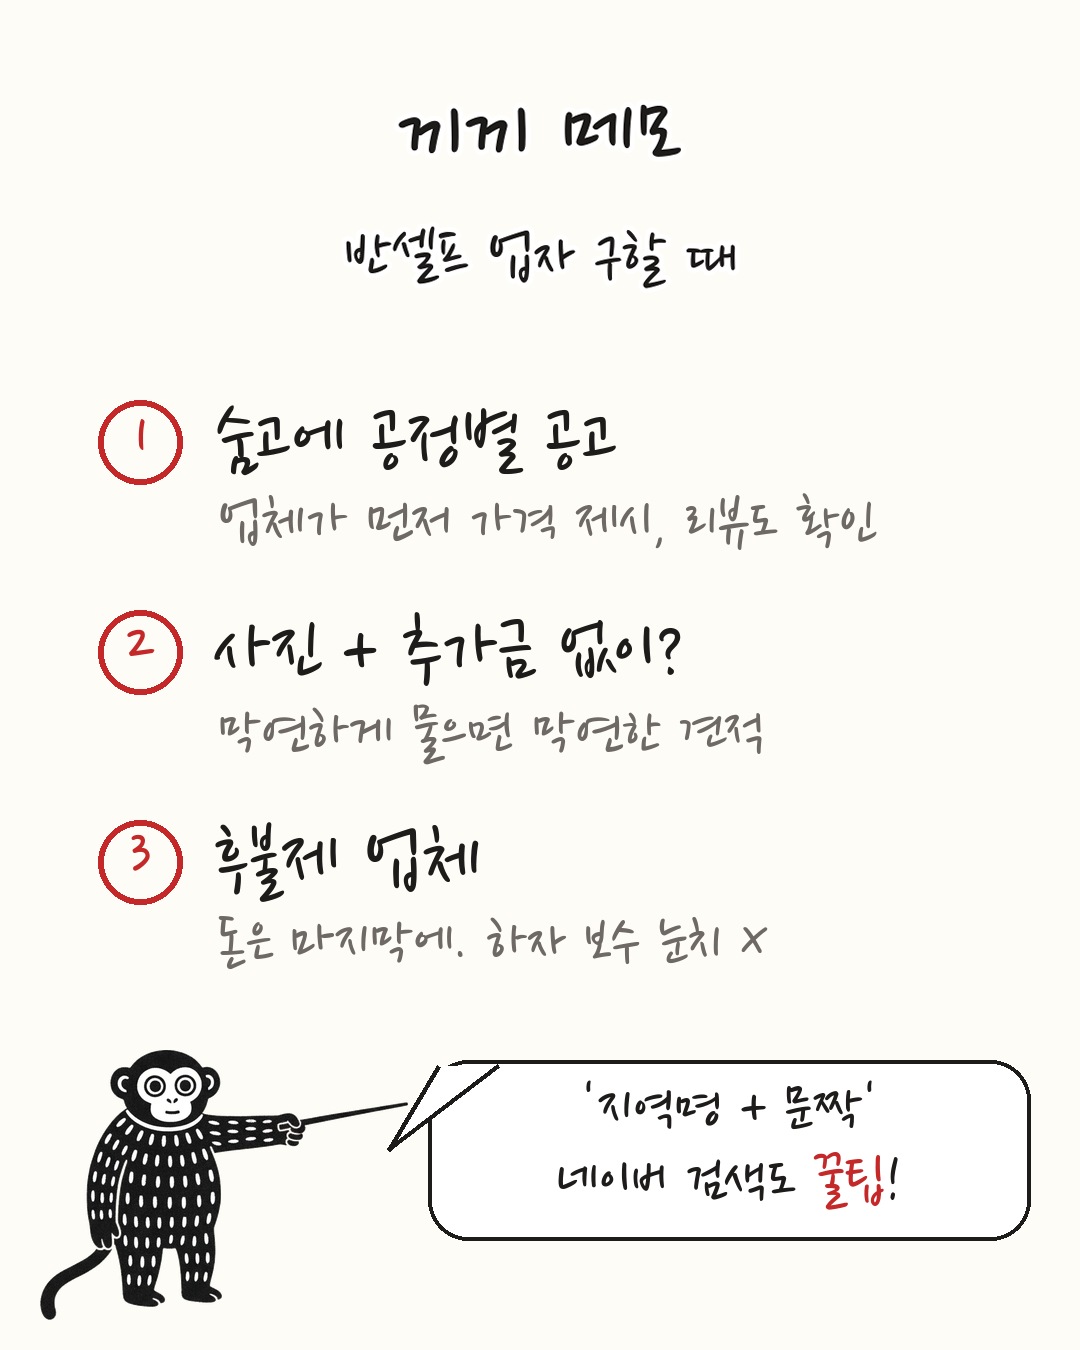 끼끼 메모
반셀프 업자 구할 때
1 숨고에 공정별 공고
업체가 먼저 가격 제시, 리뷰도 확인
2 사진 + 추가금 없이?
막연하게 물으면 막연한 견적
3 후불제 업체
돈은 마지막에. 하자 보수 눈치 X
'지역명 + 문짝'
네이버 검색도 꿀팁!